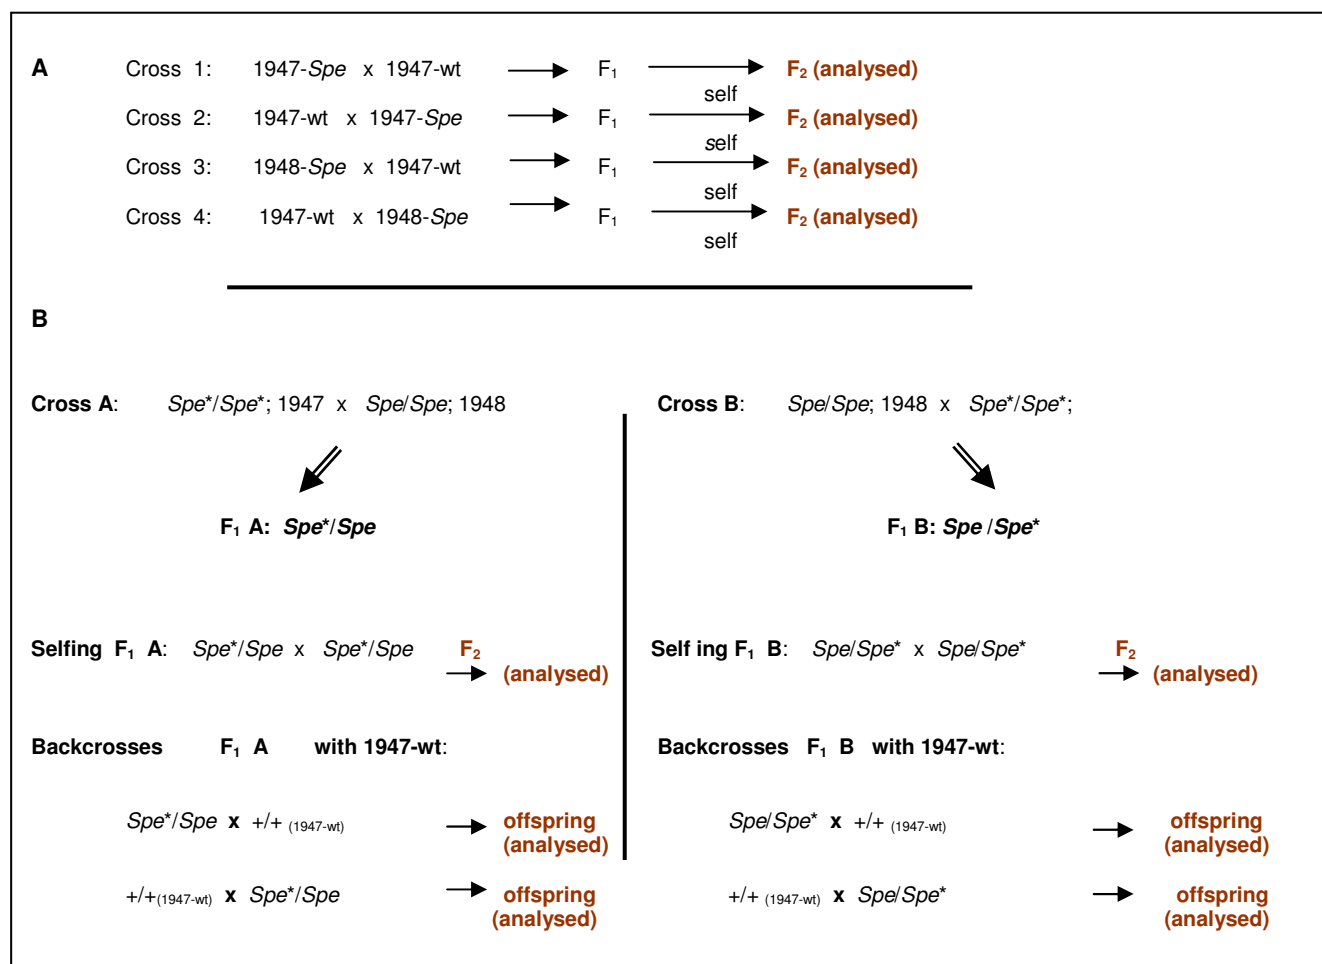 A Cross 1: 1947-Spe x 1947-wt F1 F2 (analysed)
self
Cross 2: 1947-wt x 1947-Spe F1 F2 (analysed)
self
Cross 3: 1948-Spe x 1947-wt F1 F2 (analysed)
self
Cross 4: 1947-wt x 1948-Spe F1 F2 (analysed)
self
B
Cross A: Spe*/Spe*; 1947 x Spe/Spe; 1948
F1 A: Spe*/Spe
Selfing F1 A: Spe*/Spe x Spe*/Spe F2
(analysed)
Backcrosses F1 A with 1947-wt:
Spe*/Spe x +/+ (1947-wt) offspring
(analysed)
+/+(1947-wt) x Spe*/Spe offspring
(analysed)
Cross B: Spe/Spe; 1948 x Spe*/Spe*;
F1 B: Spe /Spe*
Self ing F1 B: Spe/Spe* x Spe/Spe* F2
(analysed)
Backcrosses F1 B with 1947-wt:
Spe/Spe* x +/+ (1947-wt) offspring
(analysed)
+/+ (1947-wt) x Spe/Spe* offspring
(analysed)